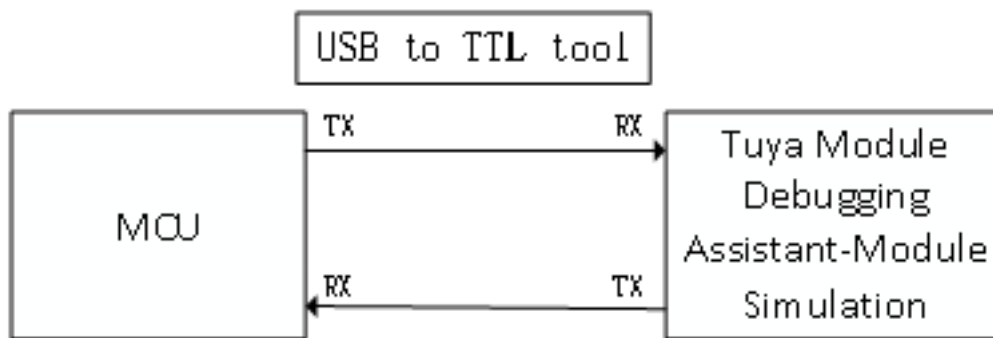 USB to TTL tool
TX RX
MCU
Tuya Module
Debugging
Assistant-Module
Simulation
RX TX